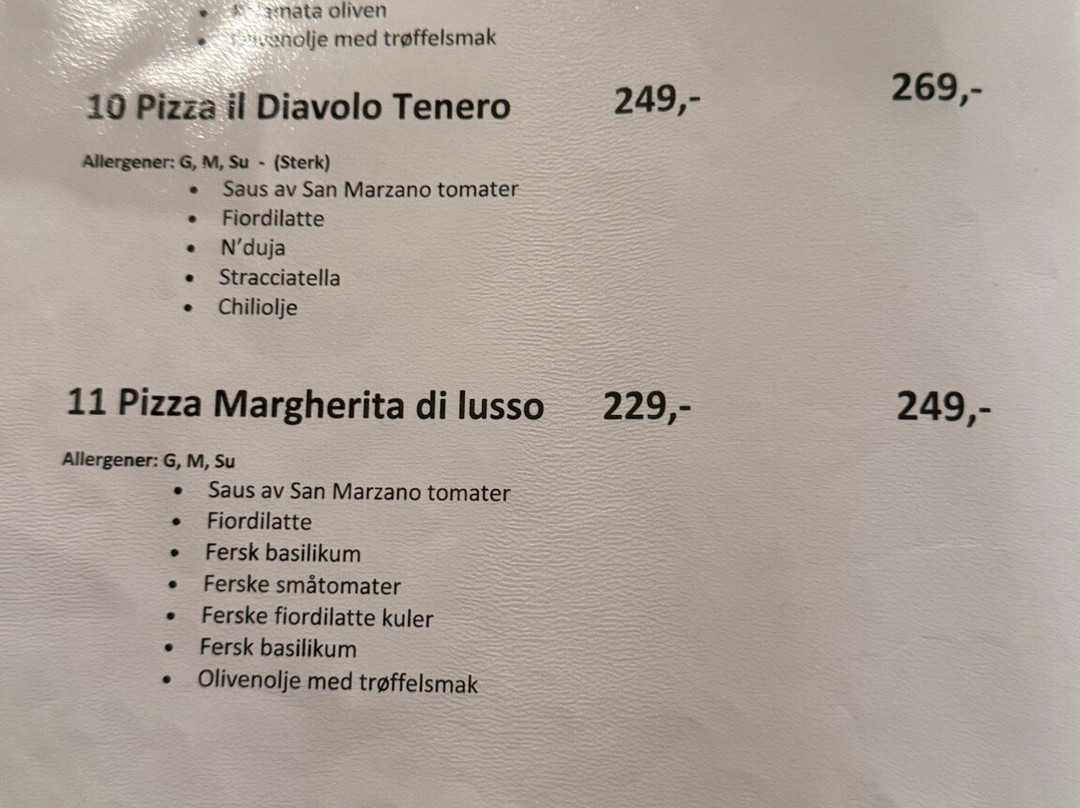 oliven
med trøffelsmak
10 Pizza il Diavolo Tenero 249,- 269,-
Allergener: G, M, Su - (Sterk)
• Saus av San Marzano tomater
• Fiordilatte
• N'duja
• Stracciatella
• Chiliolje
11 Pizza Margherita di lusso 229,- 249,-
Allergener: G, M, Su
• Saus av San Marzano tomater
• Fiordilatte
• Fersk basilikum
• Ferske småtomater
• Ferske fiordilatte kuler
• Fersk basilikum
• Olivenolje med trøffelsmak